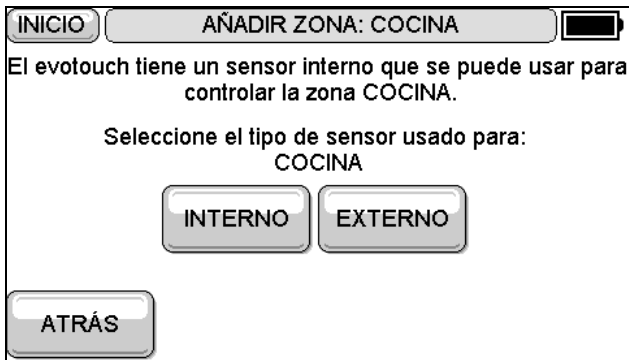 INICIO
AÑADIR ZONA: COCINA
El evotouch tiene un sensor interno que se puede usar para
controlar la zona COCINA.
Seleccione el tipo de sensor usado para:
COCINA
INTERNO
EXTERNO
ATRÁS